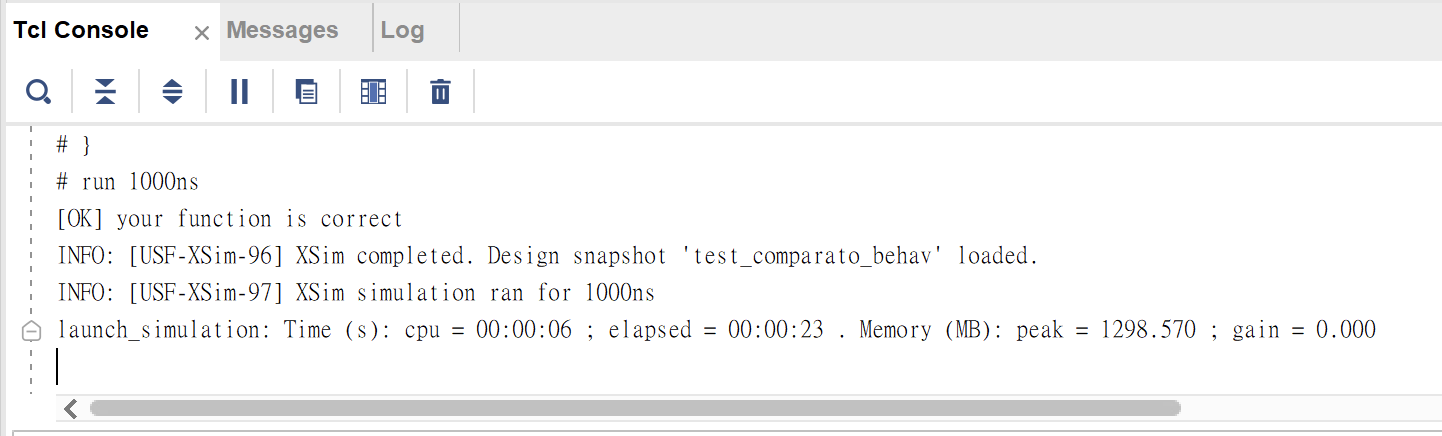 Tcl Console × Messages Log
# }
# run 1000ns
[OK] your function is correct
INFO: [USF-XSim-96] XSim completed. Design snapshot 'test_comparato_behav' loaded.
INFO: [USF-XSim-97] XSim simulation ran for 1000ns
launch_simulation: Time (s): cpu = 00:00:06 ; elapsed = 00:00:23 . Memory (MB): peak = 1298.570 ; gain = 0.000